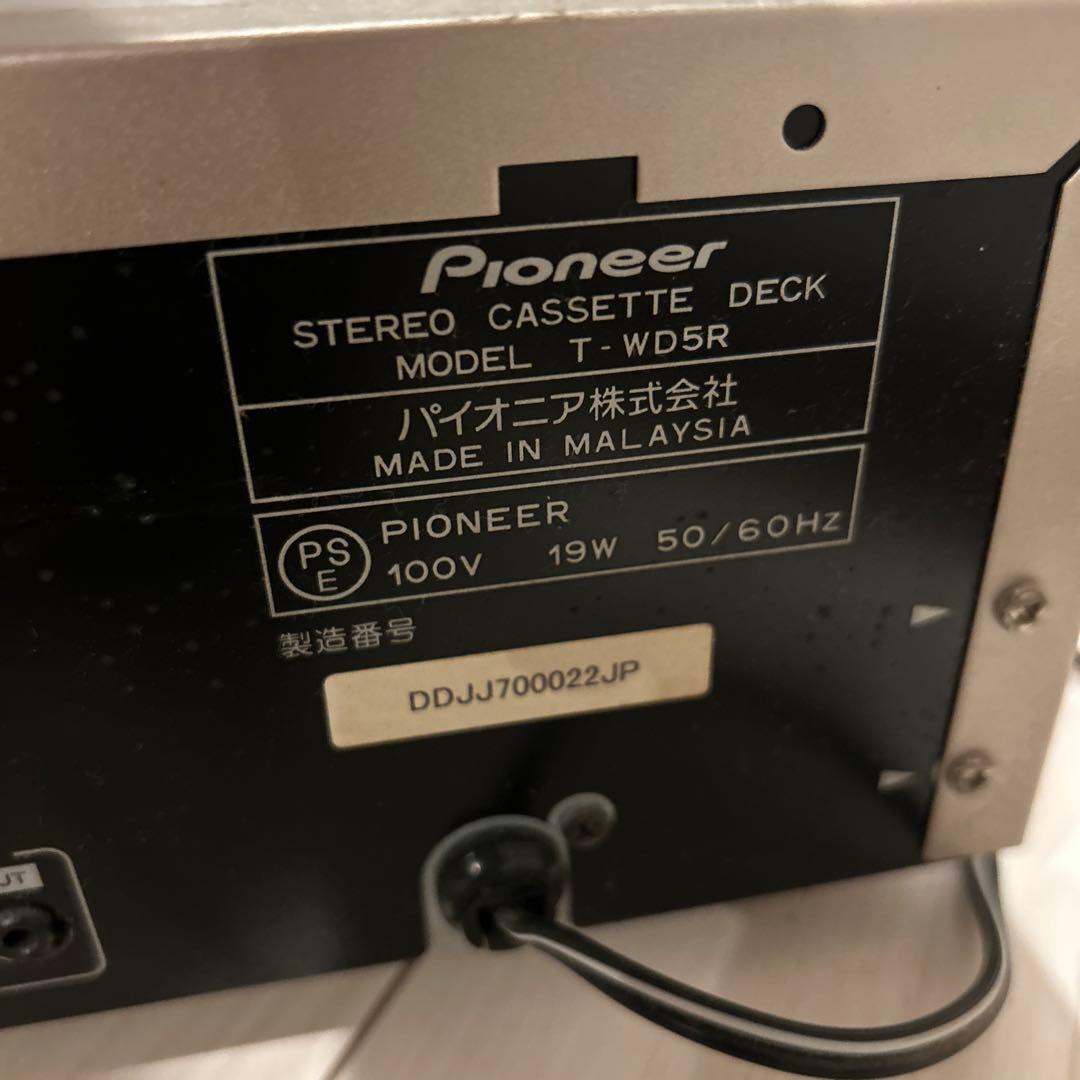 Pioneer
STEREO CASSETTE DECK
MODEL T-WD5R
パイオニア株式会社
MADE IN MALAYSIA
PS
E
PIONEER
100V 19W 50/60Hz
製造番号
DDJJ700022JP
UT